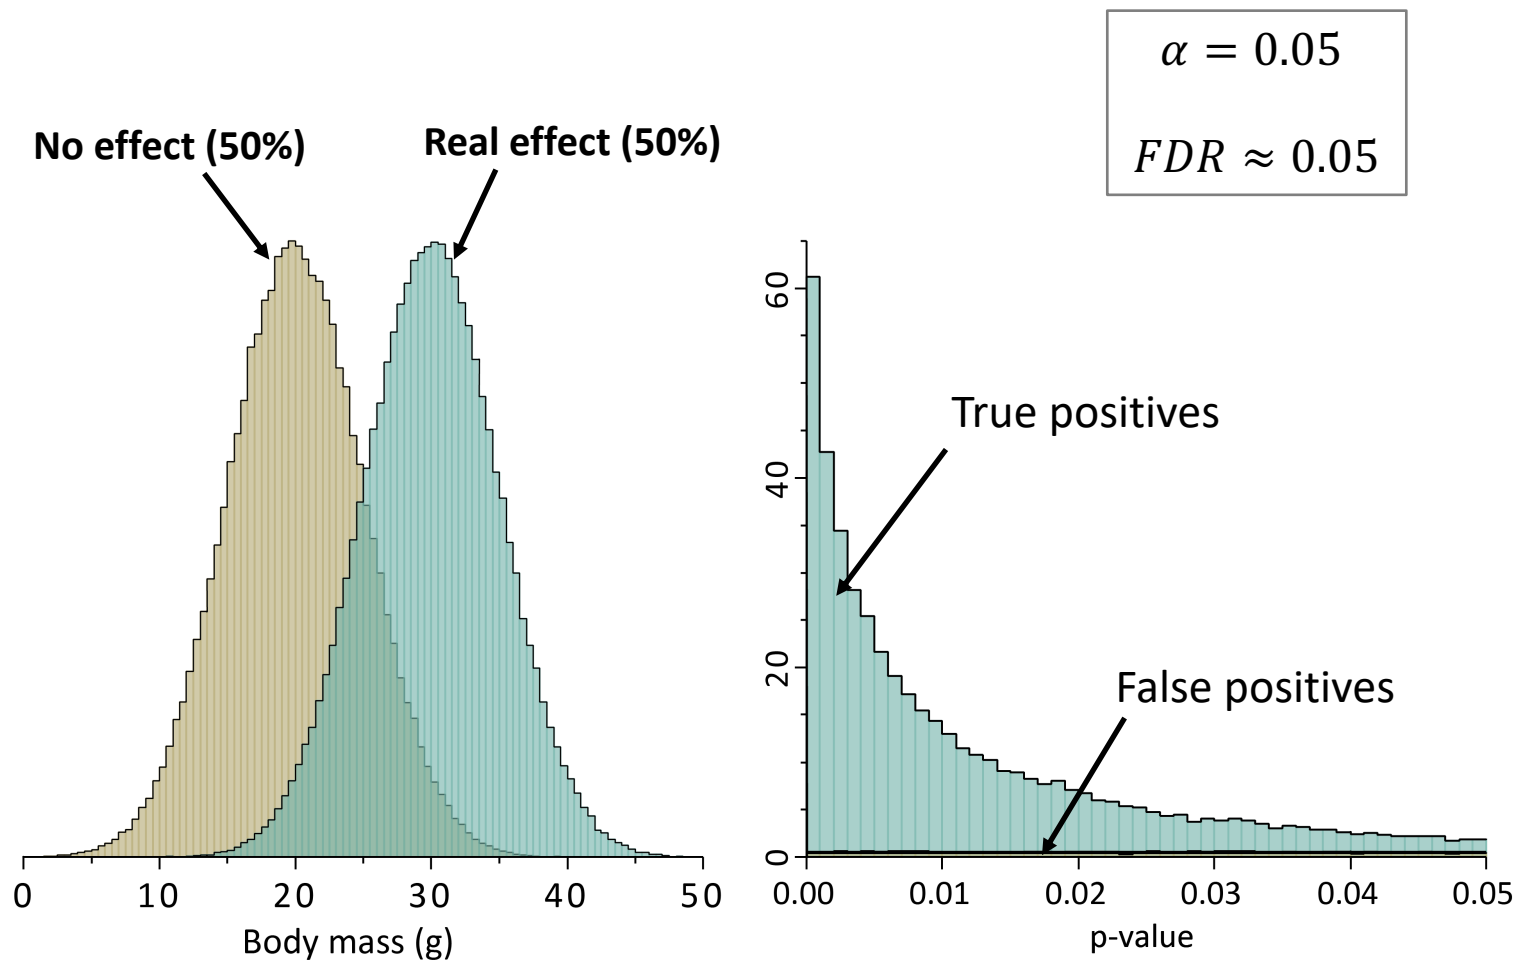 α = 0.05
FDR ≈ 0.05
No effect (50%)
Real effect (50%)
0 10 20 30 40 50
Body mass (g)
60
40
20
0
True positives
False positives
0.00 0.01 0.02 0.03 0.04 0.05
p-value